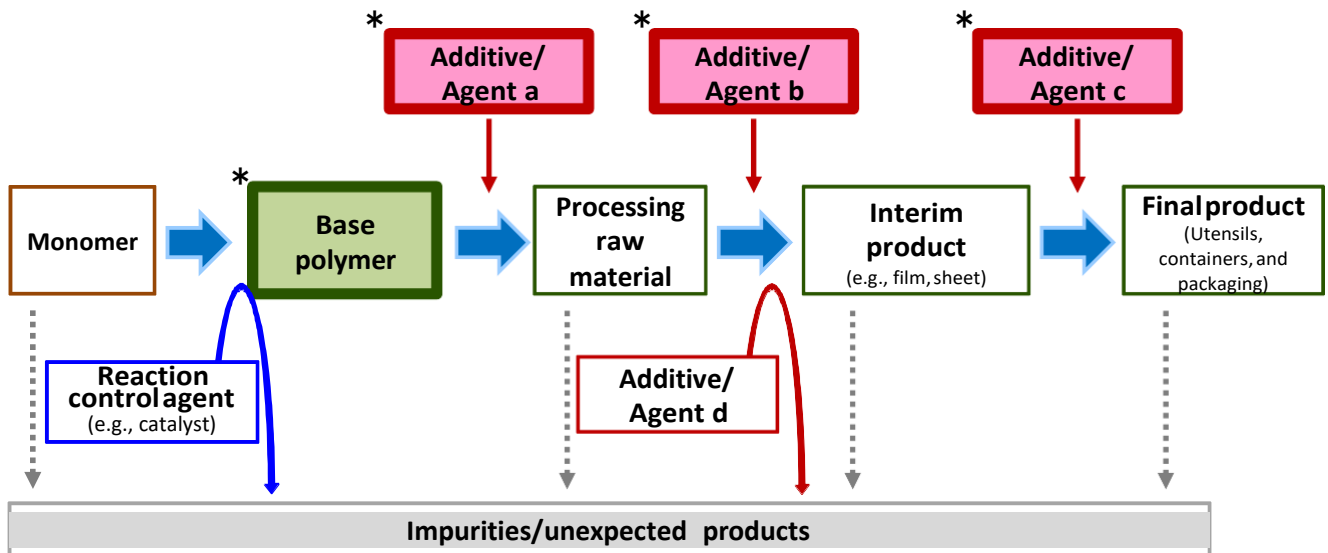 *
Additive/
Agent a
*
Additive/
Agent b
*
Additive/
Agent c
Monomer
*
Base
polymer
Processing
raw
material
Interim
product
(e.g., film, sheet)
Final product
(Utensils,
containers, and
packaging)
Reaction
control agent
(e.g., catalyst)
Additive/
Agent d
Impurities/unexpected products